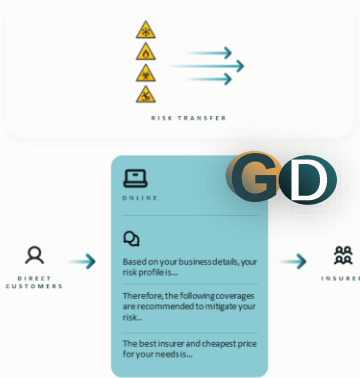 RISK TRANSFER
GD
ONLINE
Based on your business details, your
risk profile is...
DIRECT
CUSTOMERS
INSURE
Therefore, the following coverages
are recommended to mitigate your
risk..
The best insurer and cheapest price
for your needs is...